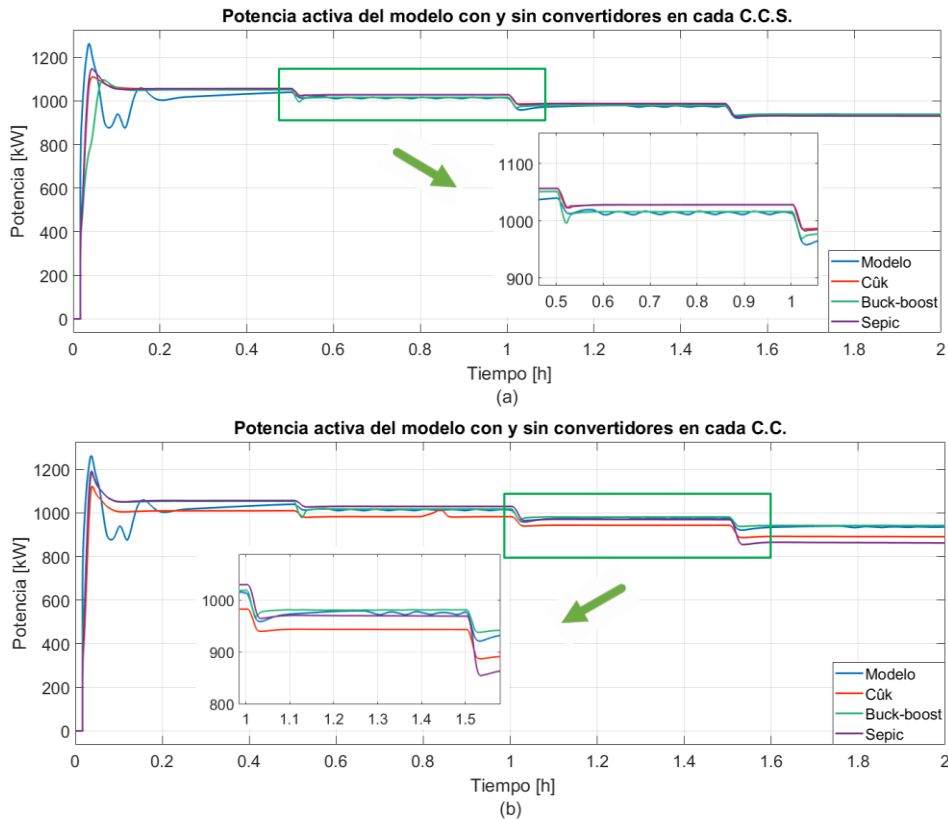 Potencia activa del modelo con y sin convertidores en cada C.C.S.
Potencia [kW]
1200
1000
800
600
400
200
0
1100
1000
900
0.5 0.6 0.7 0.8 0.9 1
Modelo
Cûk
Buck-boost
Sepic
0 0.2 0.4 0.6 0.8 1 1.2 1.4 1.6 1.8 2
Tiempo [h]
(a)
Potencia activa del modelo con y sin convertidores en cada C.C.
Potencia [kW]
1200
1000
800
600
400
200
0
1000
900
800
1 1.1 1.2 1.3 1.4 1.5
Modelo
Cûk
Buck-boost
Sepic
0 0.2 0.4 0.6 0.8 1 1.2 1.4 1.6 1.8 2
Tiempo [h]
(b)